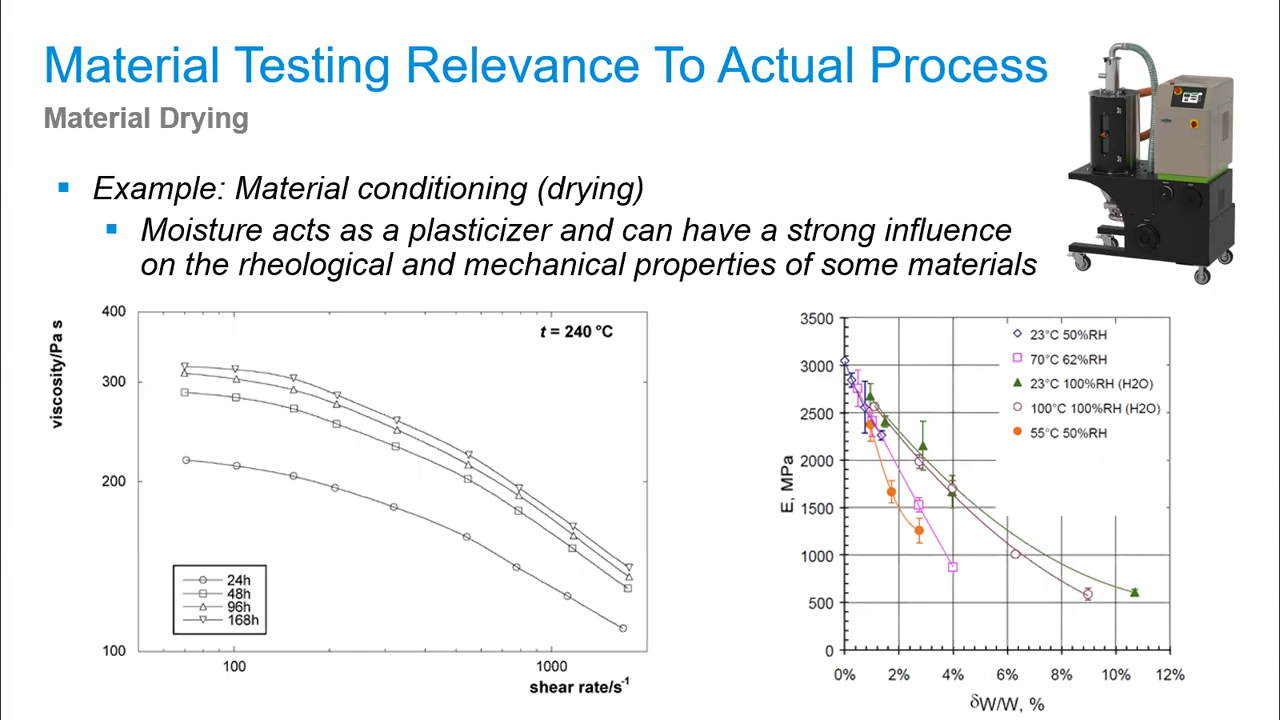 Material Testing Relevance To Actual Process
Material Drying
Example: Material conditioning (drying)
Moisture acts as a plasticizer and can have a strong influence
on the rheological and mechanical properties of some materials
viscosity/Pa s
400
300
200
100
t = 240 °C
24h
48h
96h
168h
100
1000
shear rate/s⁻¹
E, MPa
3500
3000
2500
2000
1500
1000
500
0
23°C 50%RH
70°C 62%RH
23°C 100%RH (H2O)
100°C 100%RH (H2O)
55°C 50%RH
0%
2%
4%
6%
8%
10%
12%
δW/W, %